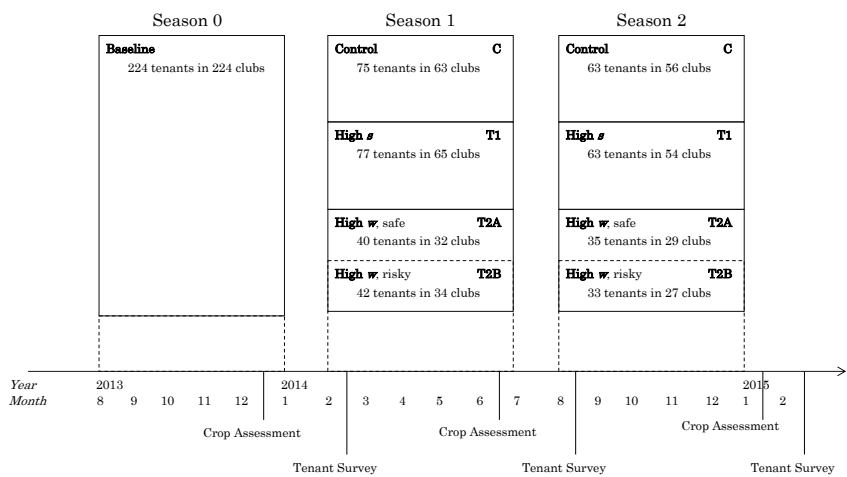 Season 0
Season 1
Season 2
Baseline
224 tenants in 224 clubs
Control C
75 tenants in 63 clubs
High s T1
77 tenants in 65 clubs
High w, safe T2A
40 tenants in 32 clubs
High w, risky T2B
42 tenants in 34 clubs
Control C
63 tenants in 56 clubs
High s T1
63 tenants in 54 clubs
High w, safe T2A
35 tenants in 29 clubs
High w, risky T2B
33 tenants in 27 clubs
Year 2013 2014 2015
Month 8 9 10 11 12 1 2 3 4 5 6 7 8 9 10 11 12 1 2
Crop Assessment Crop Assessment Crop Assessment
Tenant Survey Tenant Survey Tenant Survey